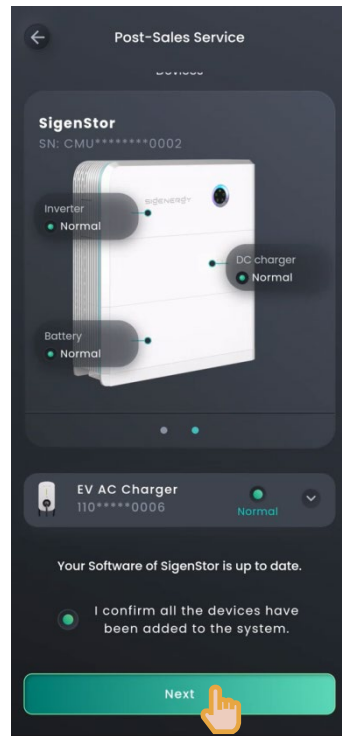 Post-Sales Service
Devices
SigenStor
SN: CMU********0002
SIGENERGY
Inverter
Normal
DC charger
Normal
Battery
Normal
EV AC Charger
110*****0006
Normal
Your Software of SigenStor is up to date.
I confirm all the devices have
been added to the system.
Next